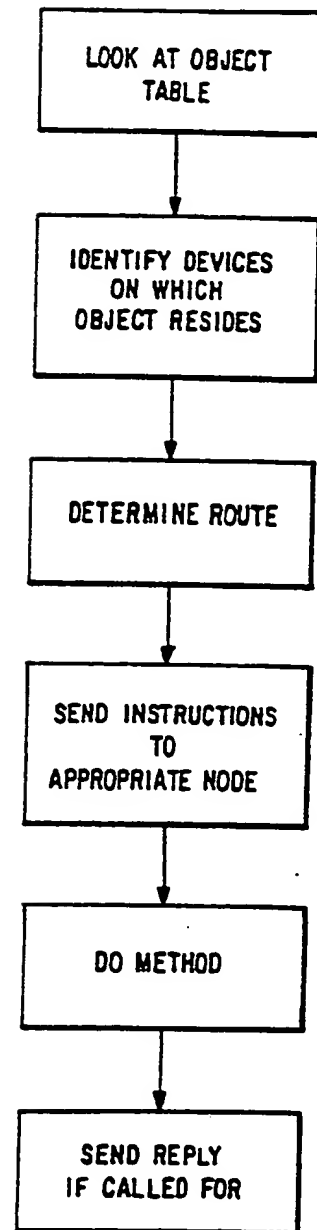 LOOK AT OBJECT
TABLE
IDENTIFY DEVICES
ON WHICH
OBJECT RESIDES
DETERMINE ROUTE
SEND INSTRUCTIONS
TO
APPROPRIATE NODE
DO METHOD
SEND REPLY
IF CALLED FOR